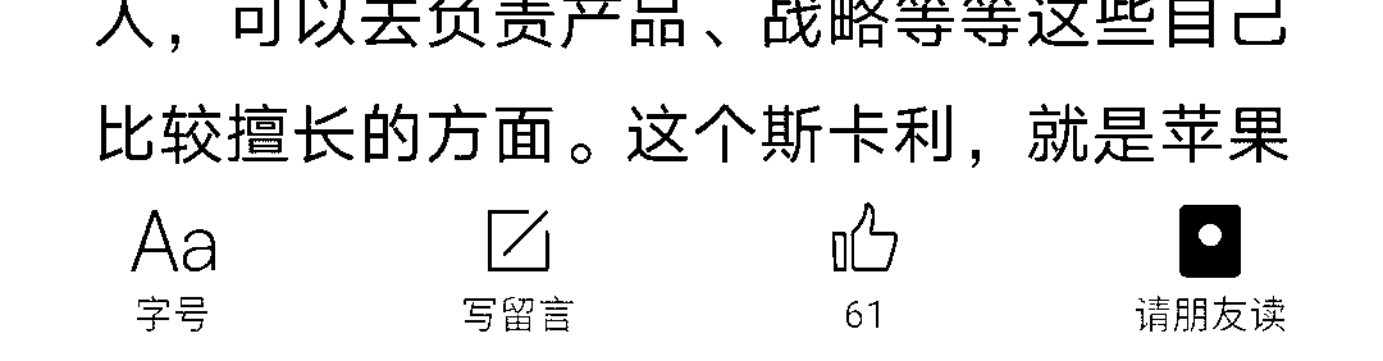 人，可以去负责产品、战略等等这些自己
比较擅长的方面。这个斯卡利，就是苹果
Aa
字号
写留言
61
请朋友读